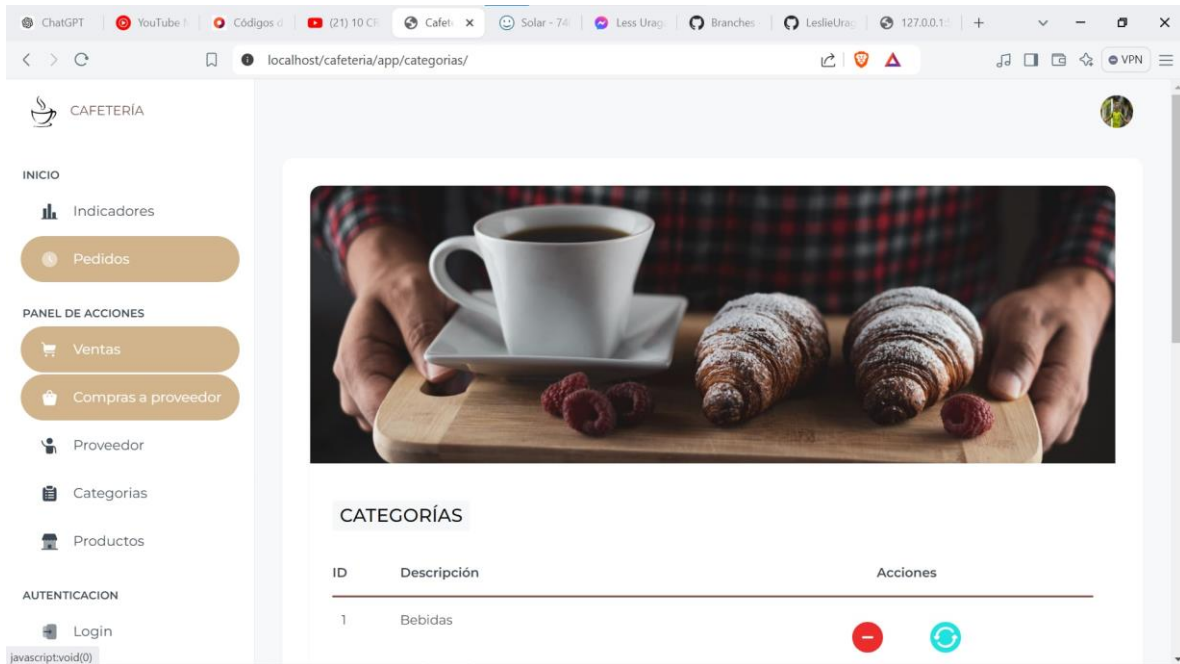 ChatGPT
YouTube
Códigos d
(21) 10 CR
Cafet
Solar - 74
Less Urag
Branches
LeslieUrag
127.0.0.1:5
localhost/cafeteria/app/categorias/
VPN
CAFETERÍA
INICIO
Indicadores
Pedidos
PANEL DE ACCIONES
Ventas
Compras a proveedor
Proveedor
Categorias
Productos
AUTENTICACION
Login
javascript:void(0)
CATEGORÍAS
ID Descripción Acciones
1 Bebidas